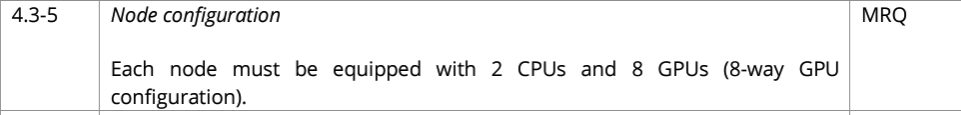 4.3-5 Node configuration MRQ
Each node must be equipped with 2 CPUs and 8 GPUs (8-way GPU
configuration).